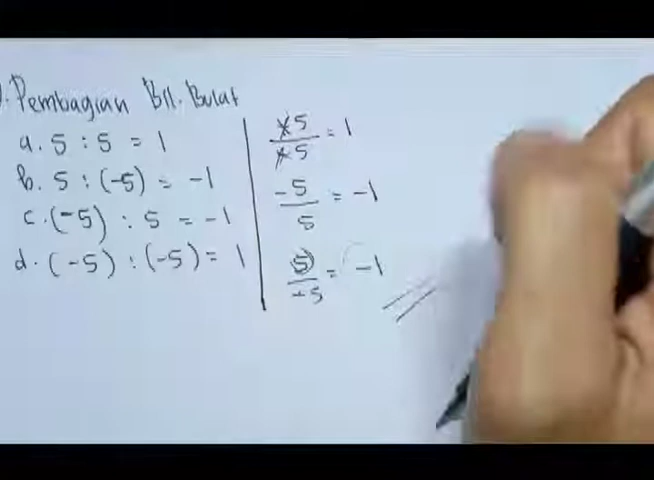 . Pembagian Bil. Bulat
a. 5 : 5 = 1
b. 5 : (-5) = -1
c. (-5) : 5 = -1
d. (-5) : (-5) = 1
-5
-5 = 1
-5
5 = -1
5
-5 = -1